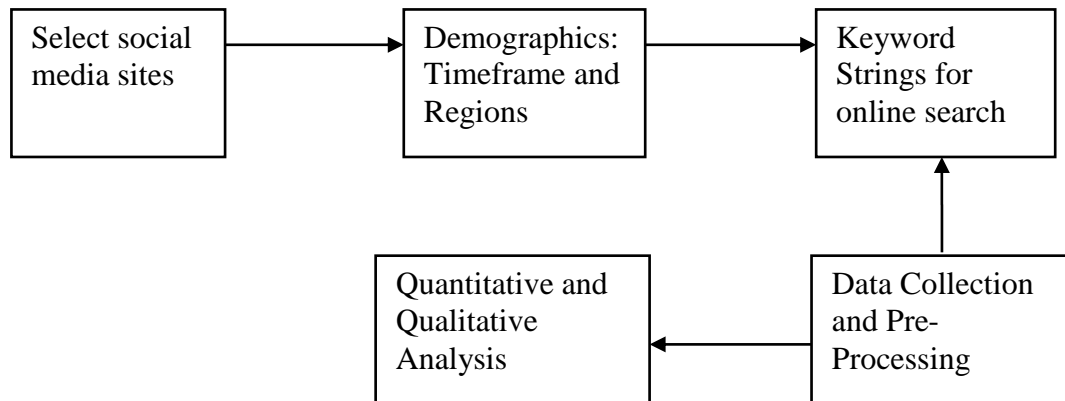 Select social
media sites
Demographics:
Timeframe and
Regions
Keyword
Strings for
online search
Quantitative and
Qualitative
Analysis
Data Collection
and Pre-
Processing